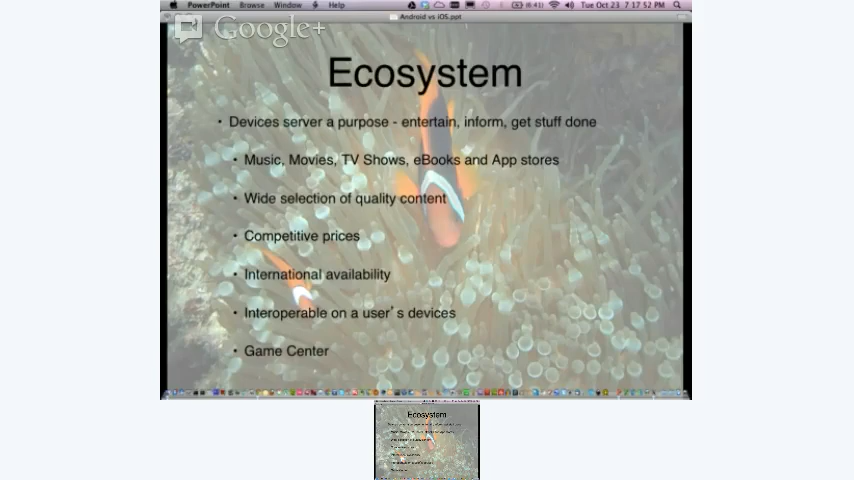 PowerPoint Browse Window Help (6:41) Tue Oct 23 7 17 52 PM
Android vs iOS.ppt
Google+
Ecosystem
• Devices server a purpose - entertain, inform, get stuff done
• Music, Movies, TV Shows, eBooks and App stores
• Wide selection of quality content
• Competitive prices
• International availability
• Interoperable on a user's devices
• Game Center
Ecosystem